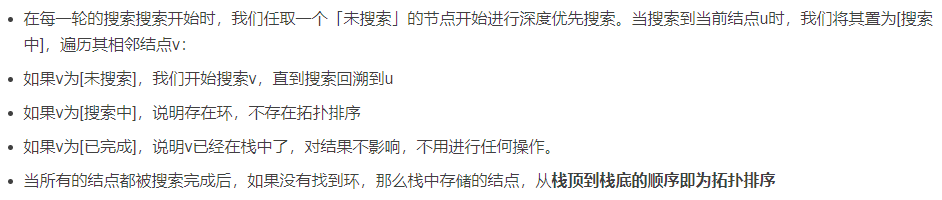 在每一轮的搜索搜索开始时，我们任取一个「未搜索」的节点开始进行深度优先搜索。当搜索到当前结点u时，我们将其置为[搜索
中]，遍历其相邻结点v：
如果v为[未搜索]，我们开始搜索v，直到搜索回溯到u
如果v为[搜索中]，说明存在环，不存在拓扑排序
如果v为[已完成]，说明v已经在栈中了，对结果不影响，不用进行任何操作。
当所有的结点都被搜索完成后，如果没有找到环，那么栈中存储的结点，从栈顶到栈底的顺序即为拓扑排序